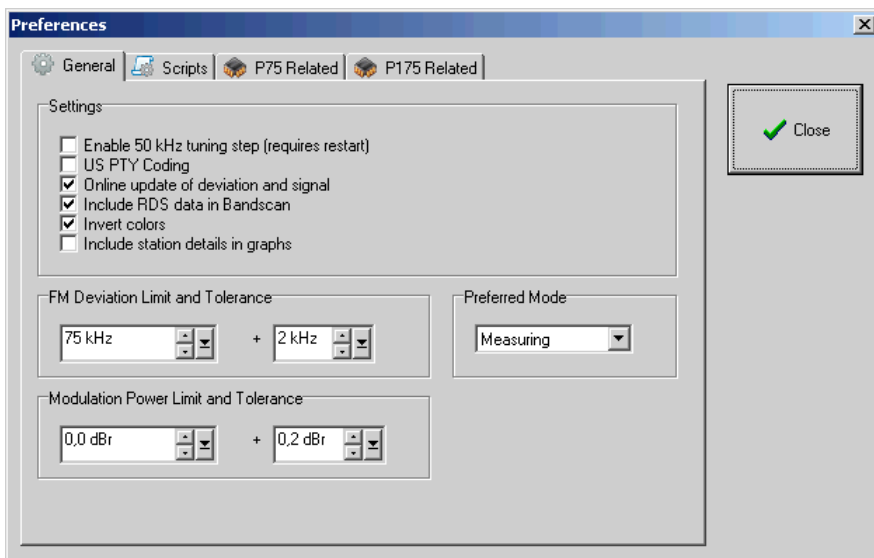 Preferences
General Scripts P75 Related P175 Related
Settings
Enable 50 kHz tuning step (requires restart)
US PTY Coding
Online update of deviation and signal
Include RDS data in Bandscan
Invert colors
Include station details in graphs
Close
FM Deviation Limit and Tolerance
75 kHz + 2 kHz
Preferred Mode
Measuring
Modulation Power Limit and Tolerance
0,0 dBr + 0,2 dBr